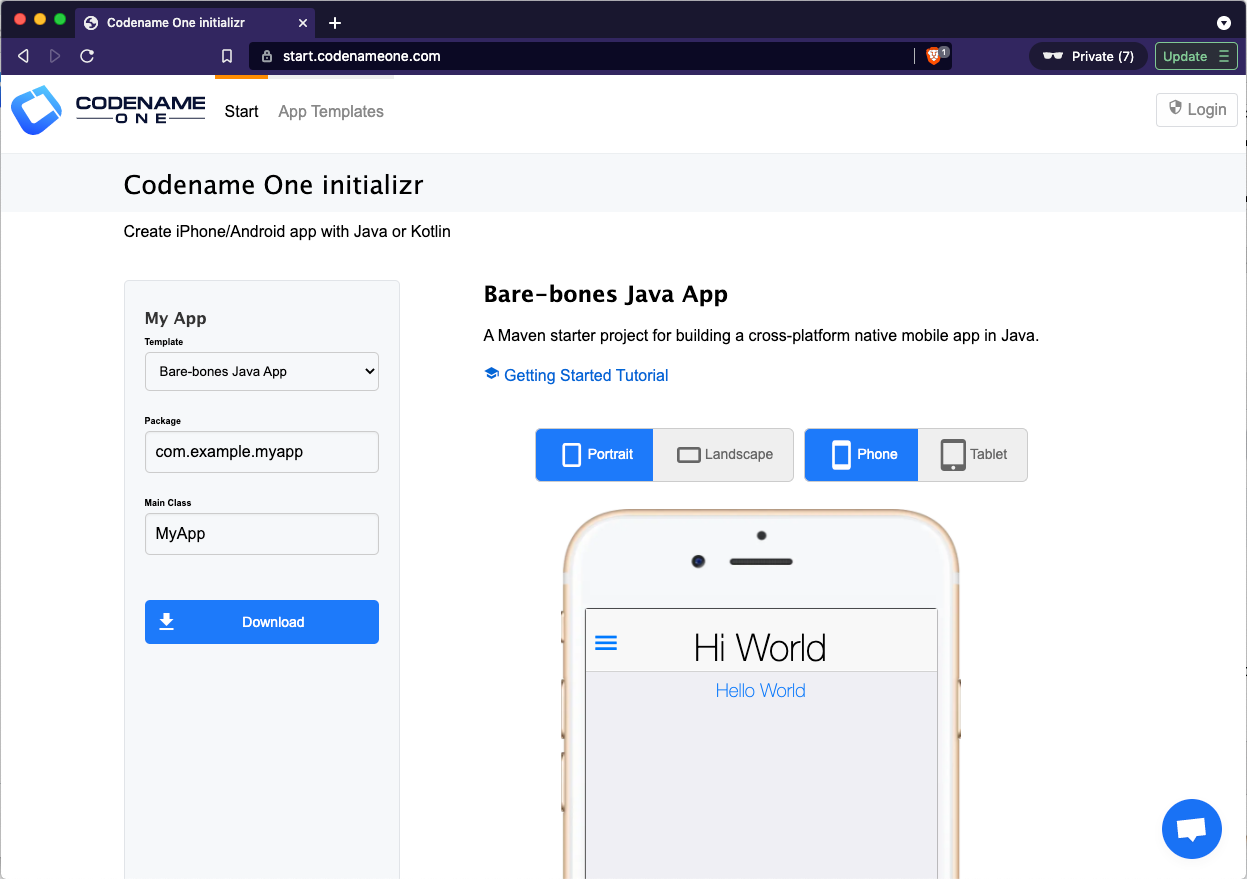 Codename One initializr
start.codenameone.com
1
Private (7)
Update
CODENAME
ONE
Start
App Templates
Login
Codename One initializr
Create iPhone/Android app with Java or Kotlin
My App
Template
Bare-bones Java App
Package
com.example.myapp
Main Class
MyApp
Download
Bare-bones Java App
A Maven starter project for building a cross-platform native mobile app in Java.
Getting Started Tutorial
Portrait
Landscape
Phone
Tablet
Hi World
Hello World